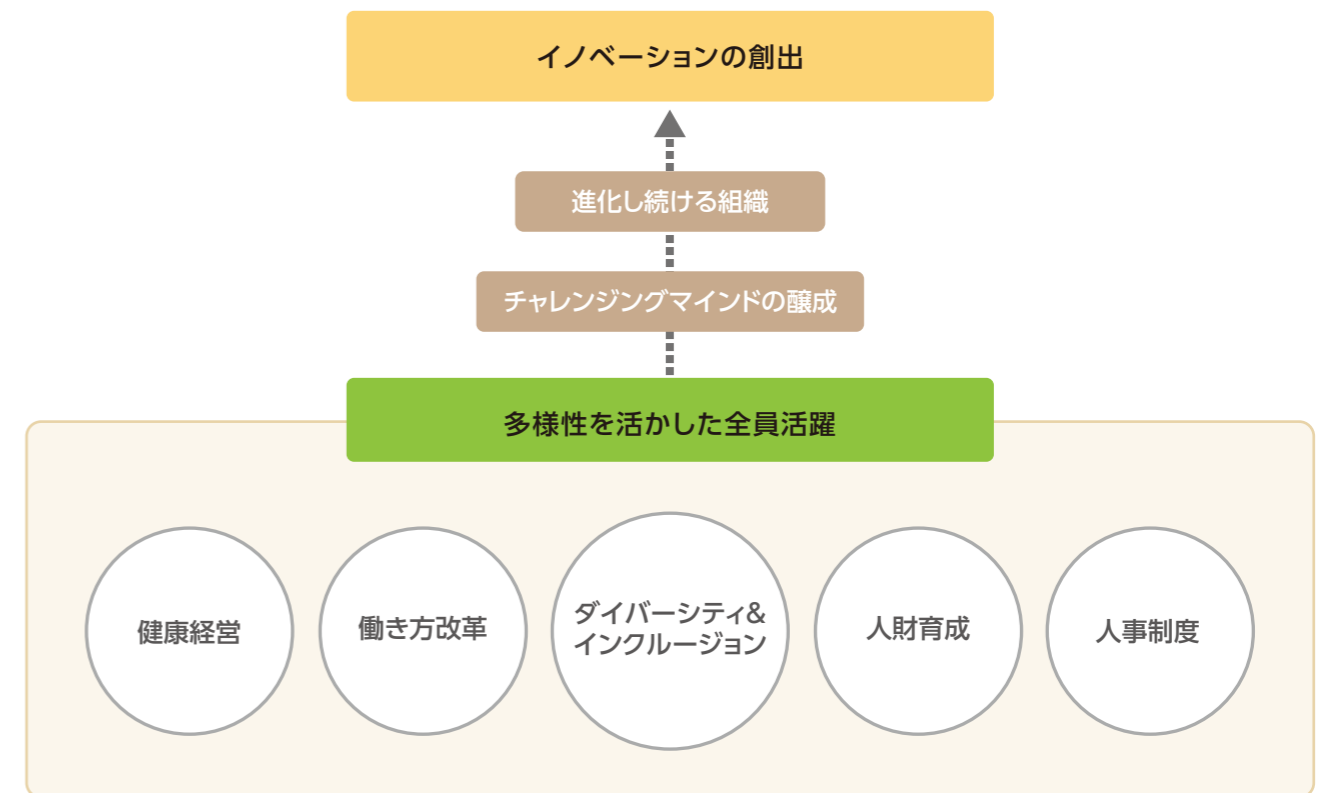 イノベーションの創出
進化し続ける組織
チャレンジングマインドの醸成
多様性を活かした全員活躍
健康経営
働き方改革
ダイバーシティ&
インクルージョン
人財育成
人事制度